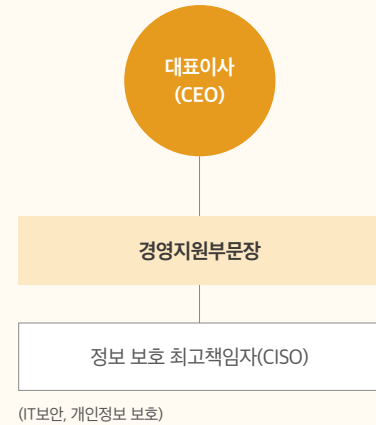 대표이사
(CEO)
경영지원부문장
정보 보호 최고책임자(CISO)
(IT보안, 개인정보 보호)